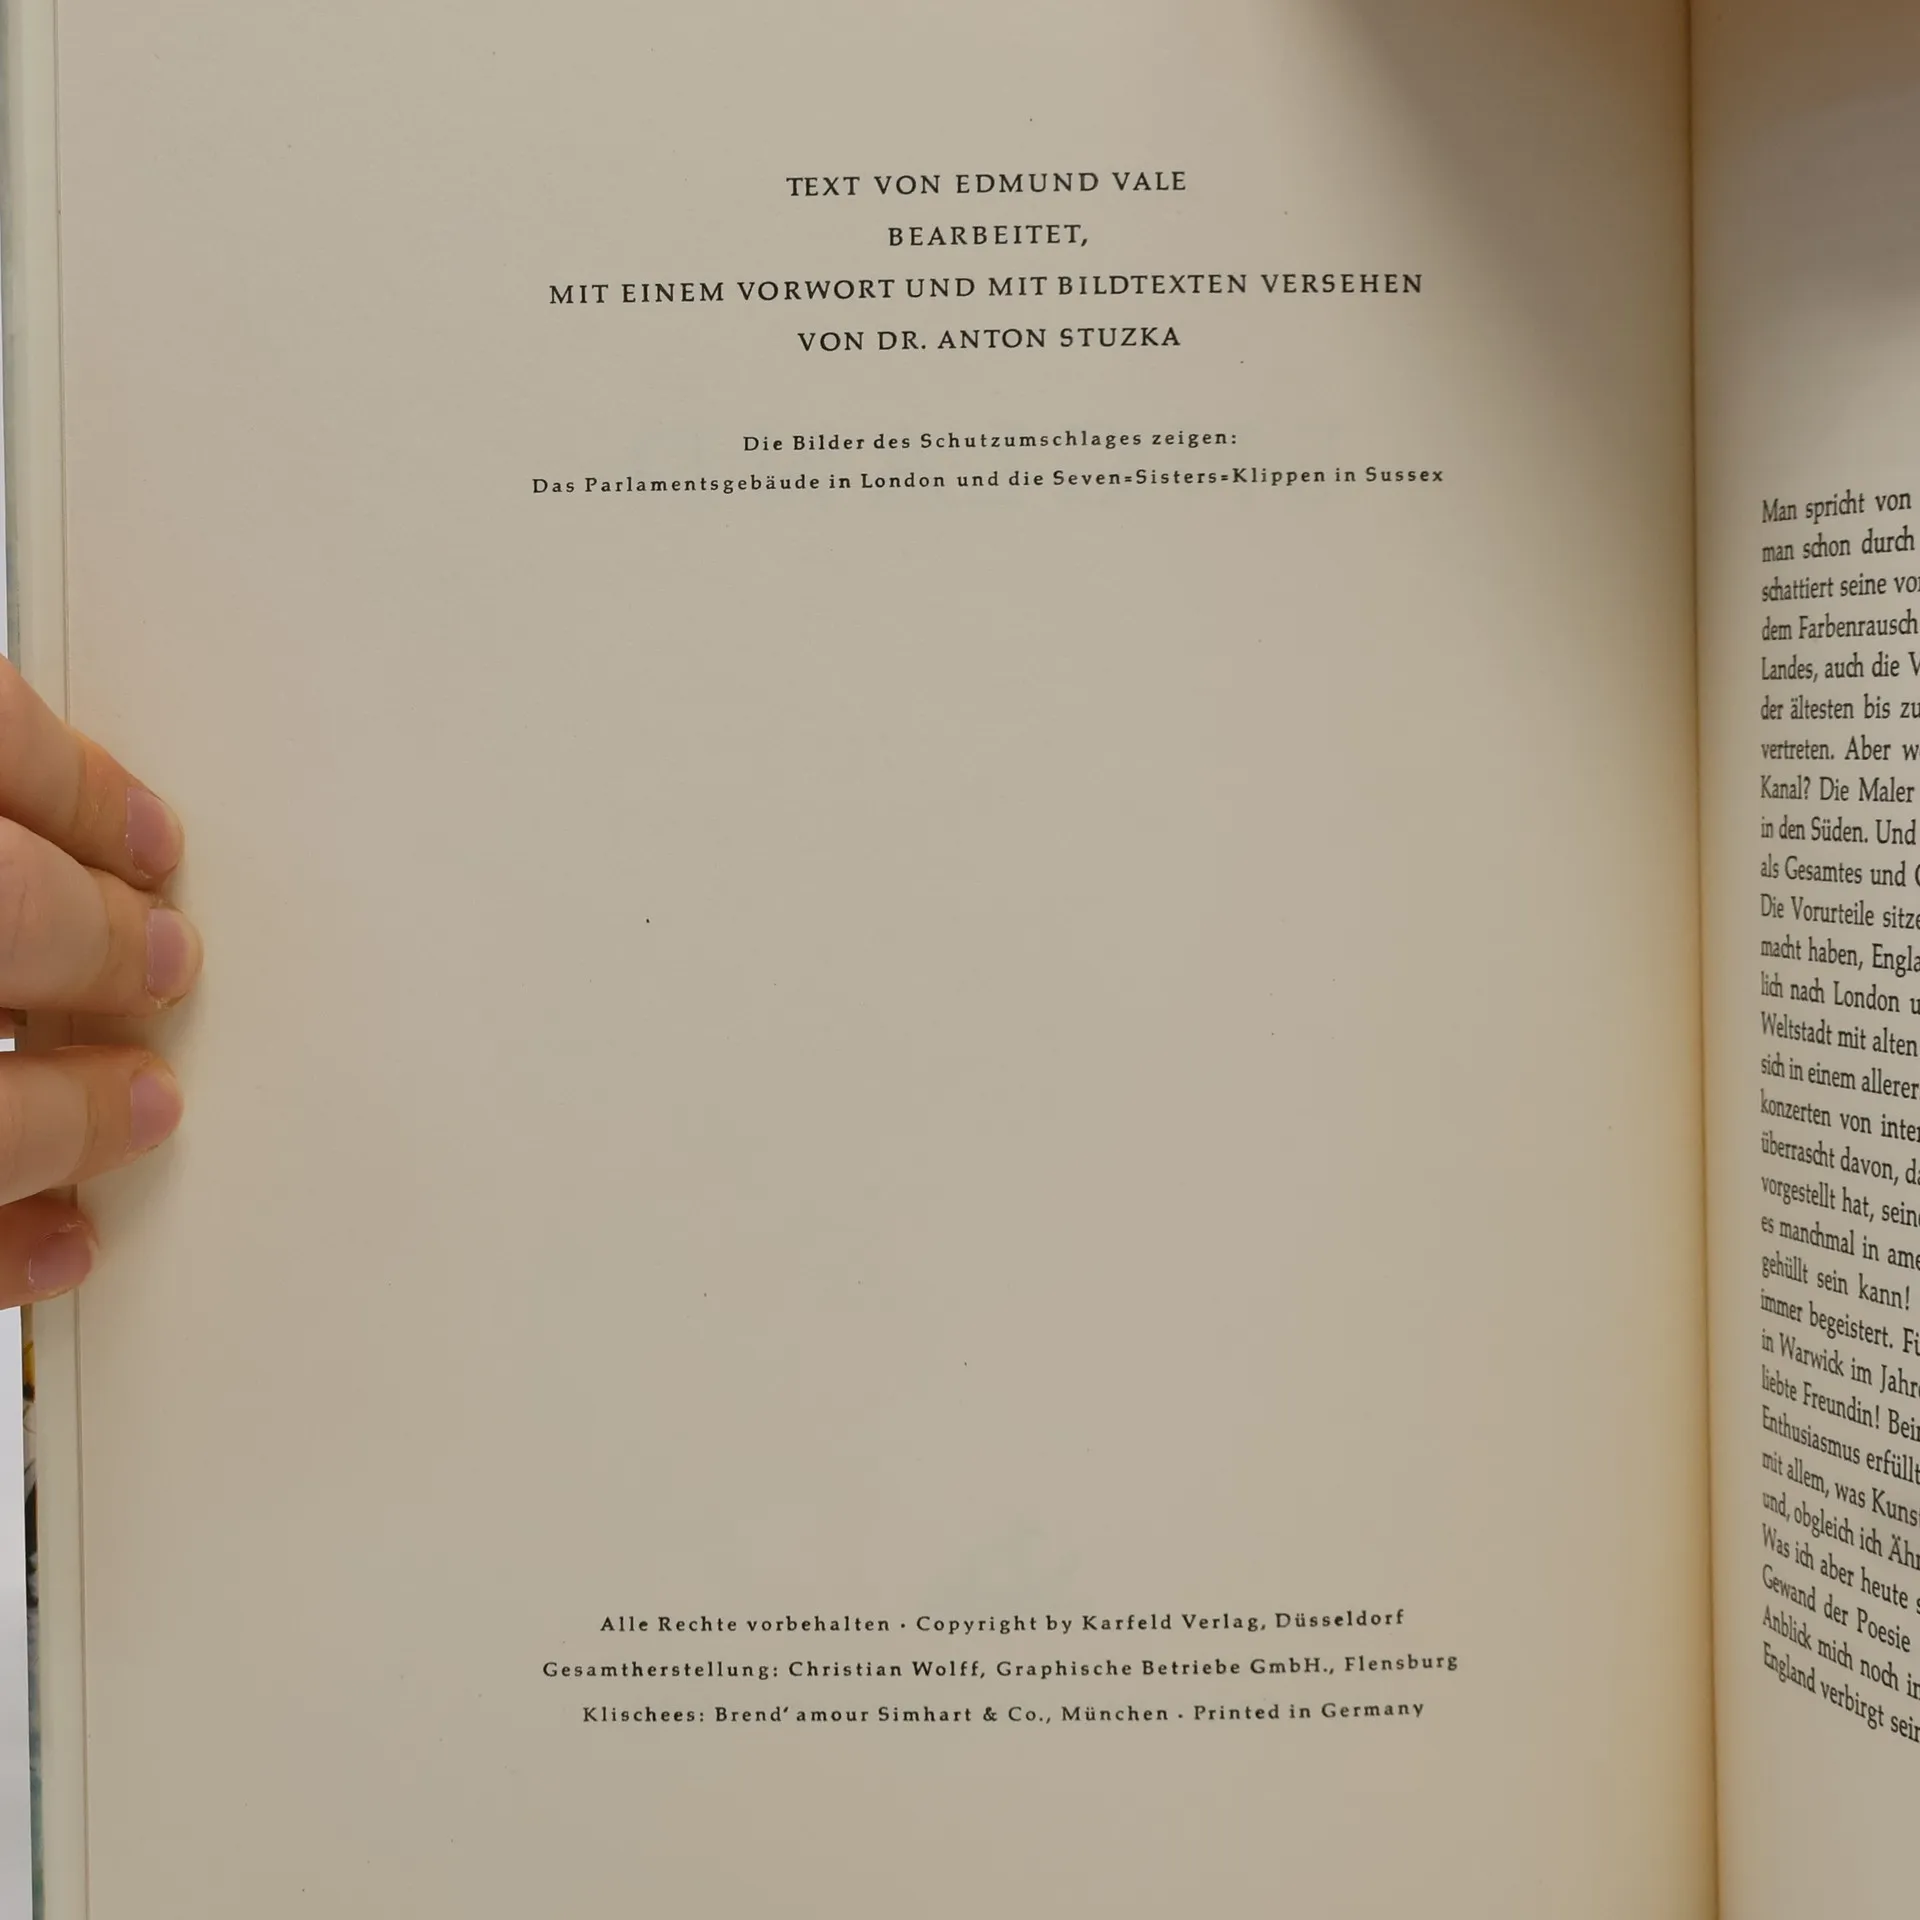 TEXT VON EDMUND VALE
BEARBEITET,
MIT EINEM VORWORT UND MIT BILDTEXTEN VERSEHEN
VON DR. ANTON STUZKA
Die Bilder des Schutzumschlages zeigen:
Das Parlamentsgebäude in London und die Seven=Sisters=Klippen in Sussex
Alle Rechte vorbehalten · Copyright by Karfeld Verlag, Düsseldorf
Gesamtherstellung: Christian Wolff, Graphische Betriebe GmbH., Flensburg
Klischees: Brend' amour Simhart & Co., München · Printed in Germany
Man spricht von
man schon durch
schattiert seine
dem Farbenrausch
Landes, auch die
der ältesten bis
vertreten. Aber
Kanal? Die Maler
in den Süden. Und
als Gesamtes und
Die Vorurteile
macht haben,
lich nach London
Weltstadt mit alten
sich in einem
konzerten von
überrascht davon,
vorgestellt hat,
es manchmal in
gehüllt sein kann!
immer begeistert.
in Warwick im
liebte Freundin!
Enthusiasmus
mit allem, was
und, obgleich ich
Was ich aber heute
Gewand der Poesie
Anblick mich noch
England verbirgt